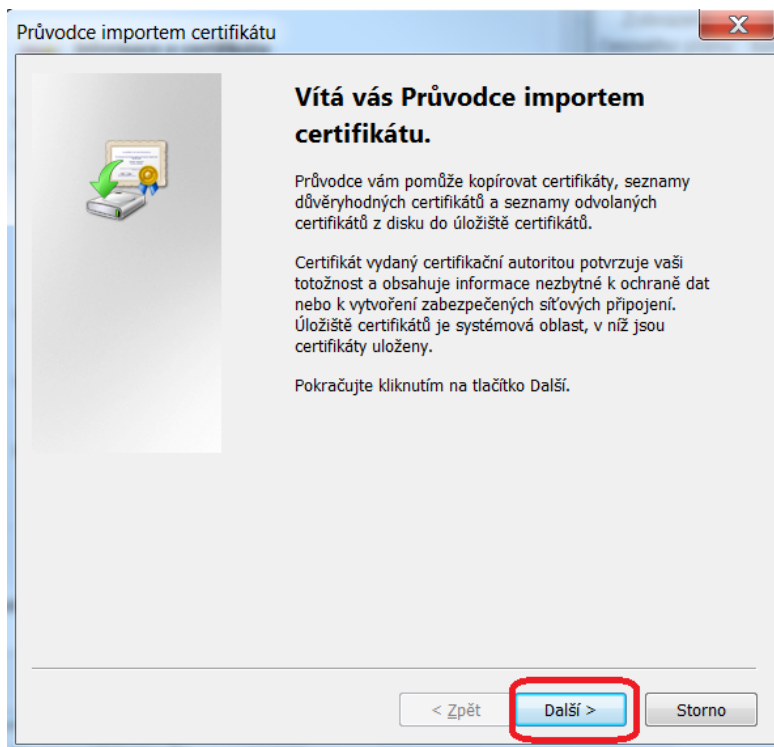 Průvodce importem certifikátu
Vítá vás Průvodce importem
certifikátu.
Průvodce vám pomůže kopírovat certifikáty, seznamy
důvěryhodných certifikátů a seznamy odvolaných
certifikátů z disku do úložiště certifikátů.
Certifikát vydaný certifikační autoritou potvrzuje vaši
totožnost a obsahuje informace nezbytné k ochraně dat
nebo k vytvoření zabezpečených síťových připojení.
Úložiště certifikátů je systémová oblast, v níž jsou
certifikáty uloženy.
Pokračujte kliknutím na tlačítko Další.
< Zpět Další > Storno